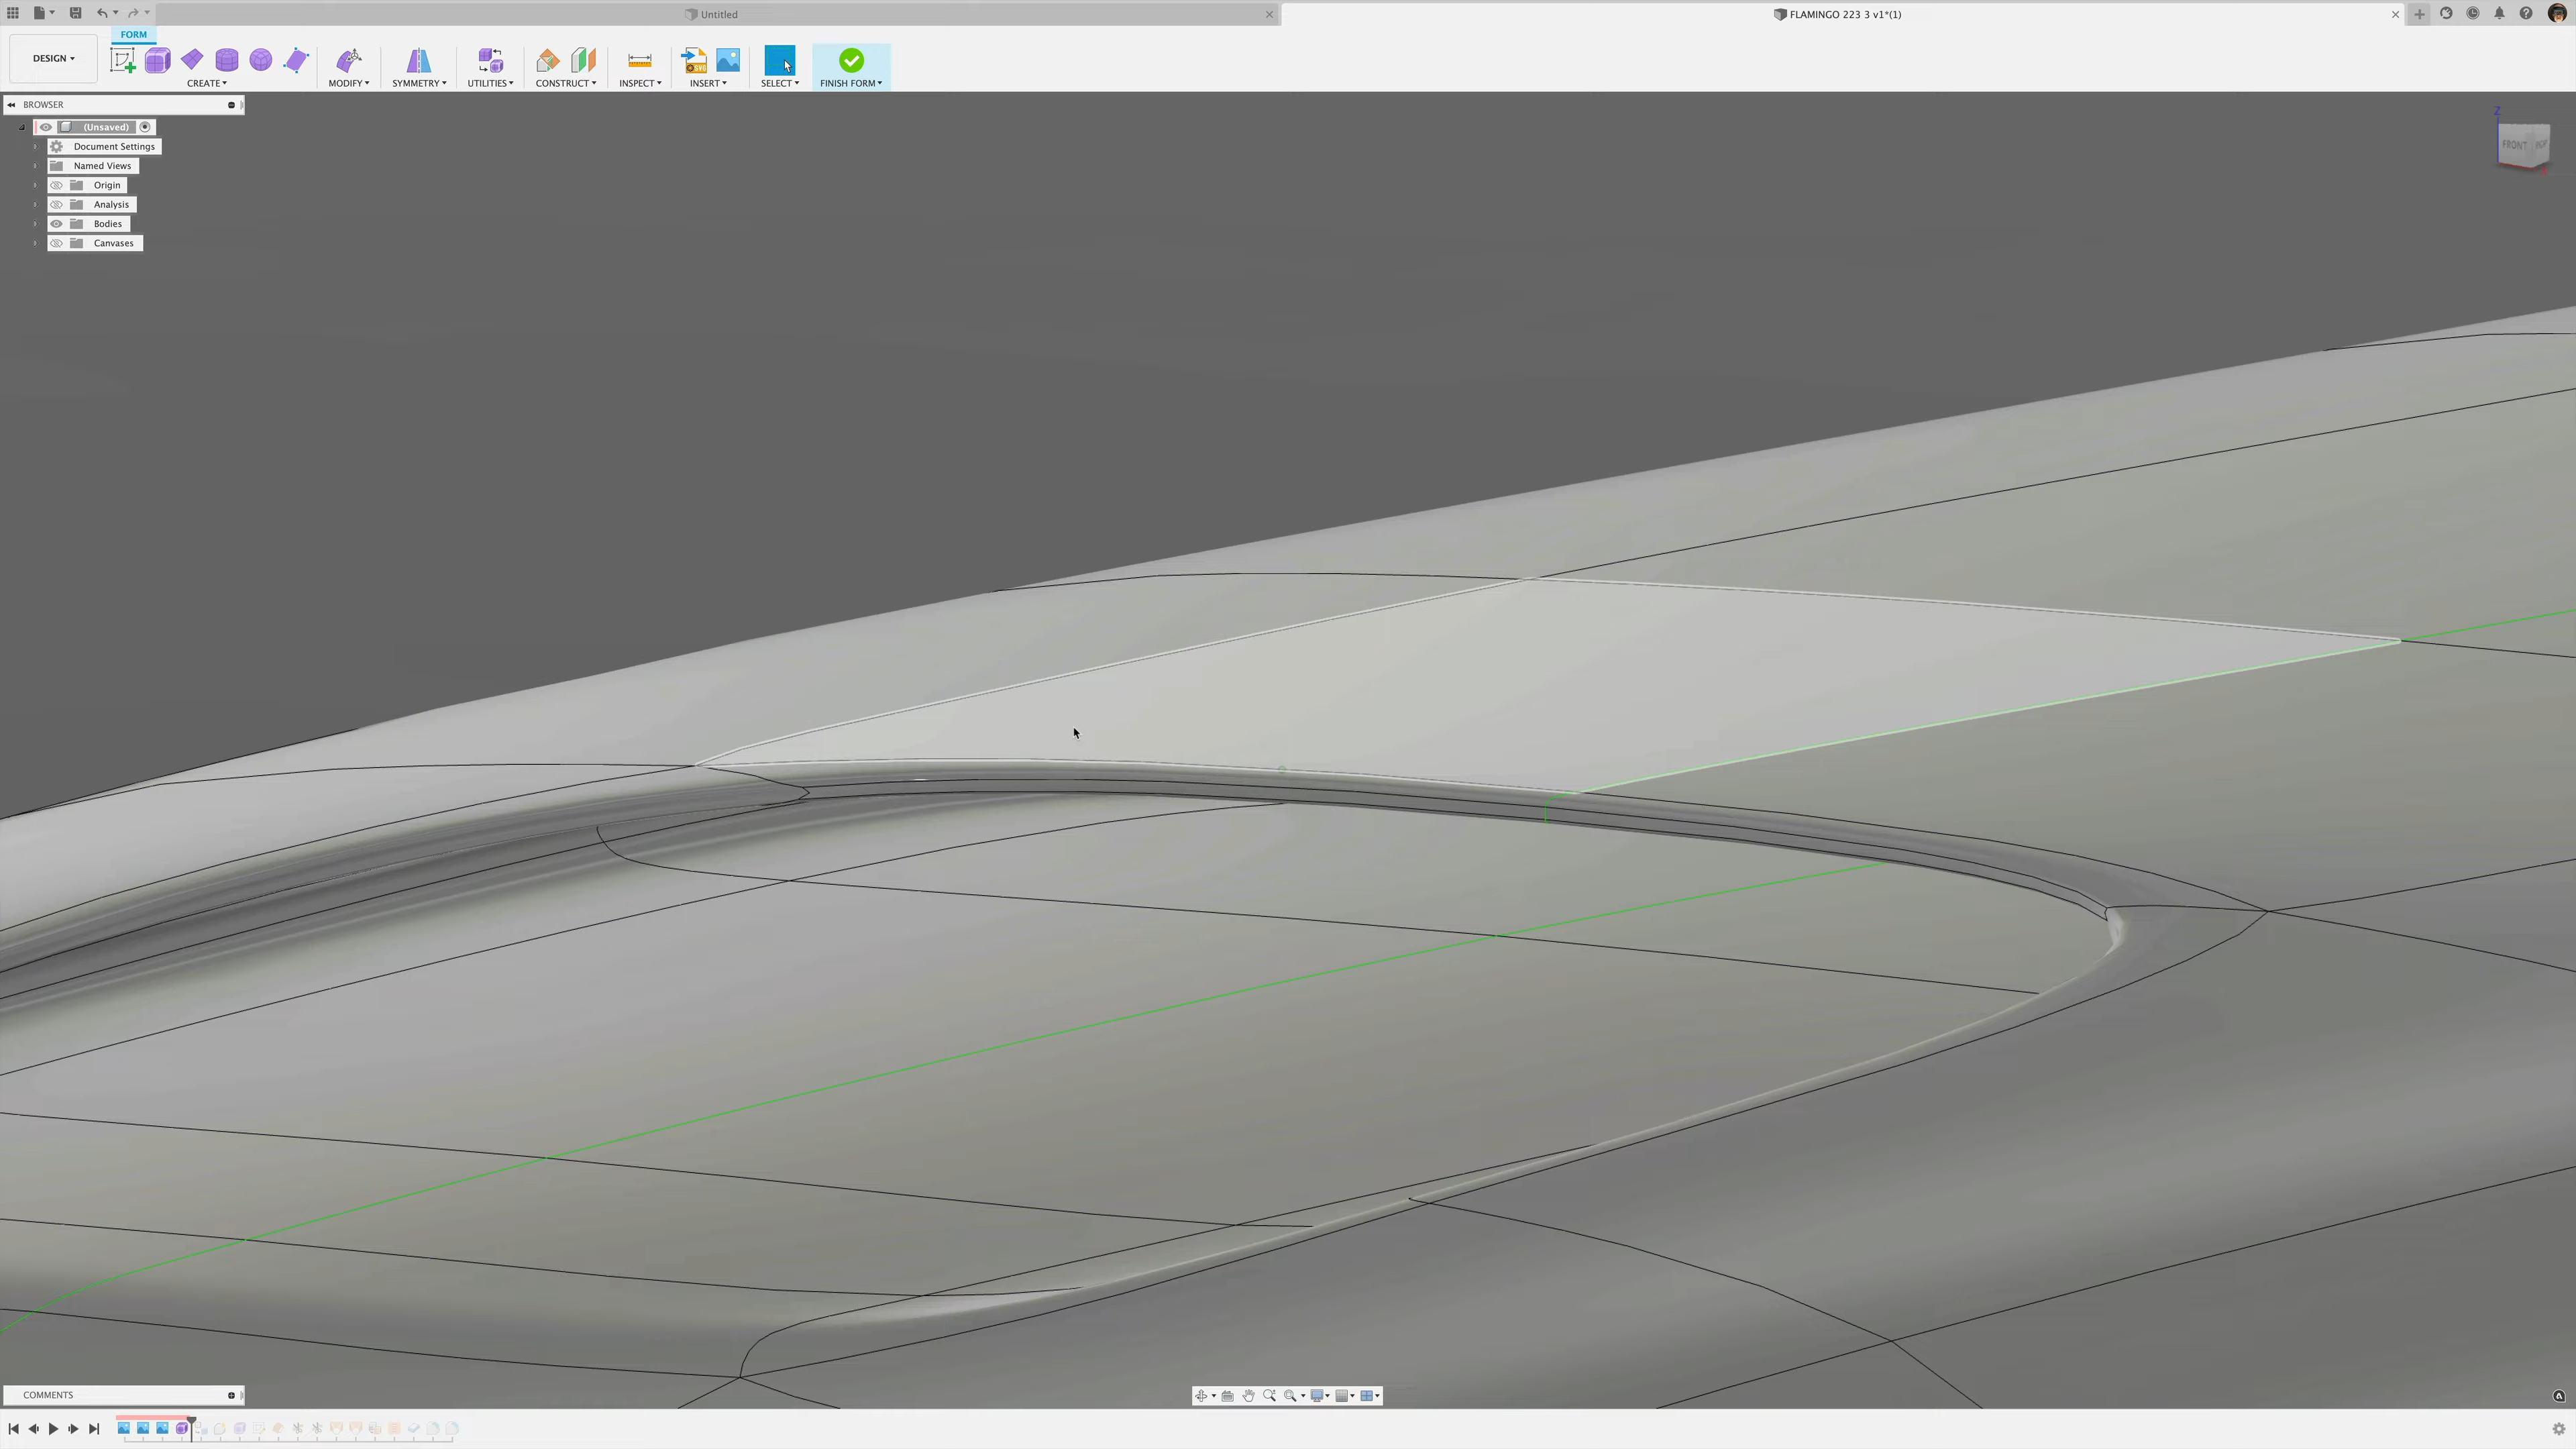 Untitled
FLAMINGO 223 3 v1*(1)
FORM
DESIGN
CREATE
MODIFY
SYMMETRY
UTILITIES
CONSTRUCT
INSPECT
INSERT
SELECT
FINISH FORM
BROWSER
(Unsaved)
Document Settings
Named Views
Origin
Analysis
Bodies
Canvases
Z
FRONT
COMMENTS